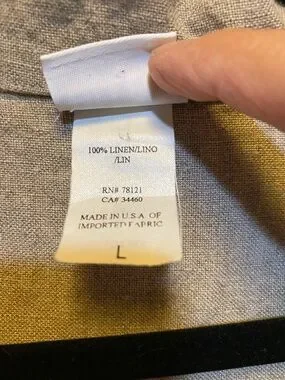 100% LINEN/LINO
/LIN
RN# 78121
CA# 34460
MADE IN U.S.A. OF
IMPORTED FABRIC
L